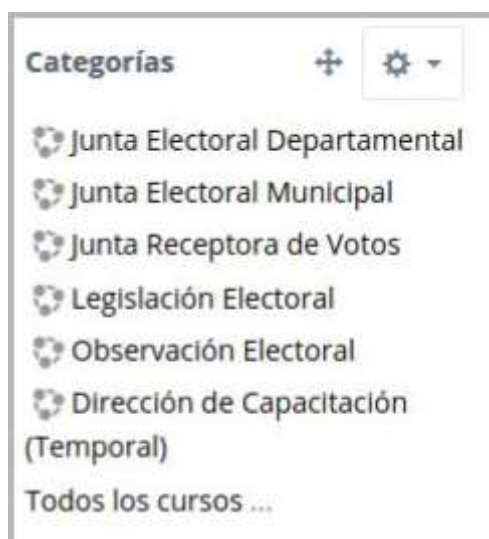 Categorías
Junta Electoral Departamental
Junta Electoral Municipal
Junta Receptora de Votos
Legislación Electoral
Observación Electoral
Dirección de Capacitación
(Temporal)
Todos los cursos ...